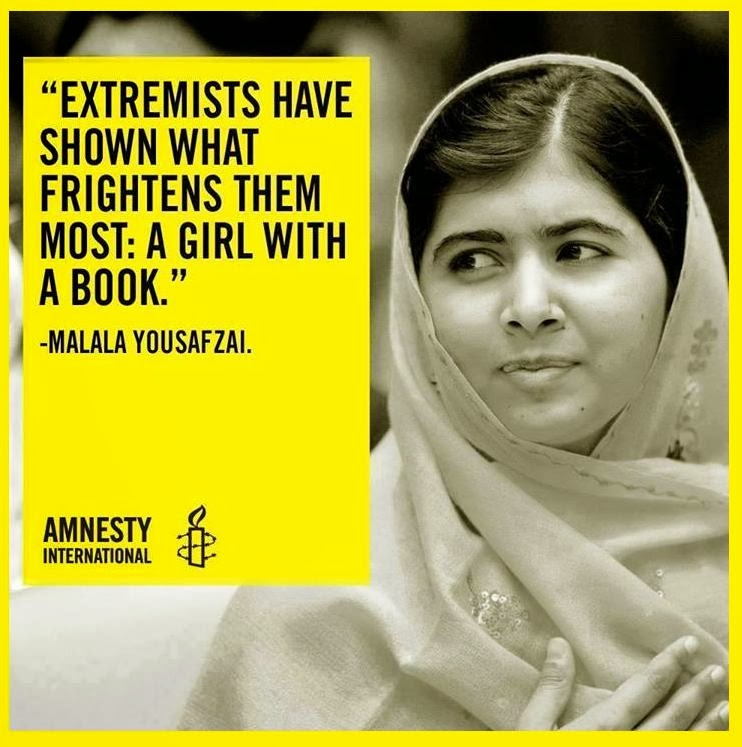 “EXTREMISTS HAVE
SHOWN WHAT
FRIGHTENS THEM
MOST: A GIRL WITH
A BOOK.”
-MALALA YOUSAFZAI.
AMNESTY
INTERNATIONAL